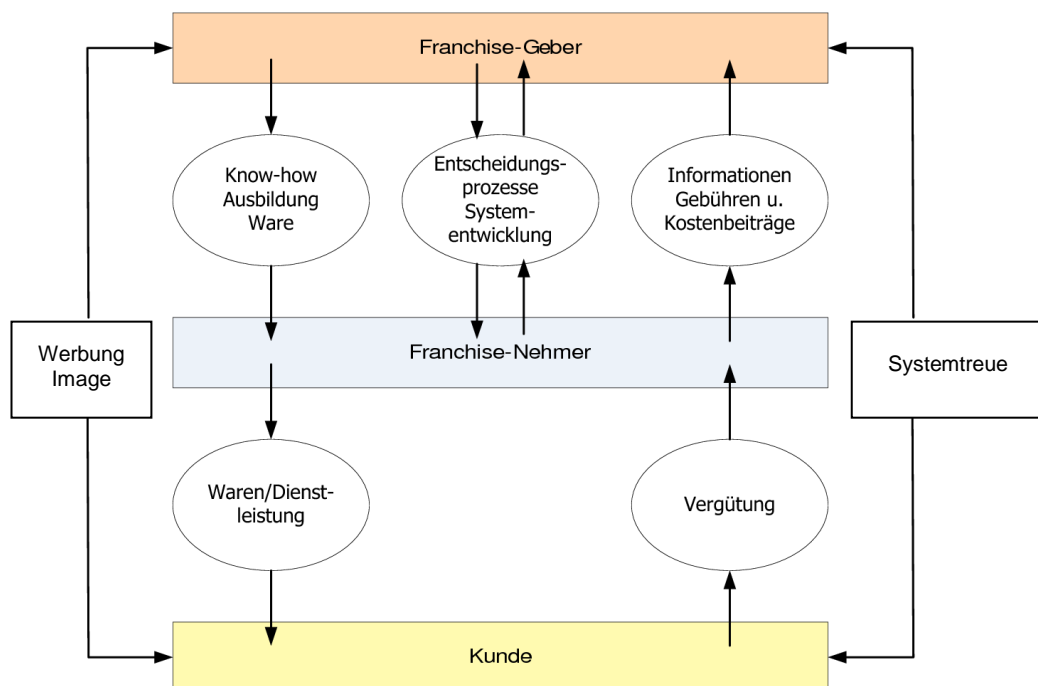 Franchise-Geber
Know-how
Ausbildung
Ware
Entscheidungs-
prozesse
System-
entwicklung
Informationen
Gebühren u.
Kostenbeiträge
Werbung
Image
Franchise-Nehmer
Systemtreue
Waren/Dienst-
leistung
Vergütung
Kunde